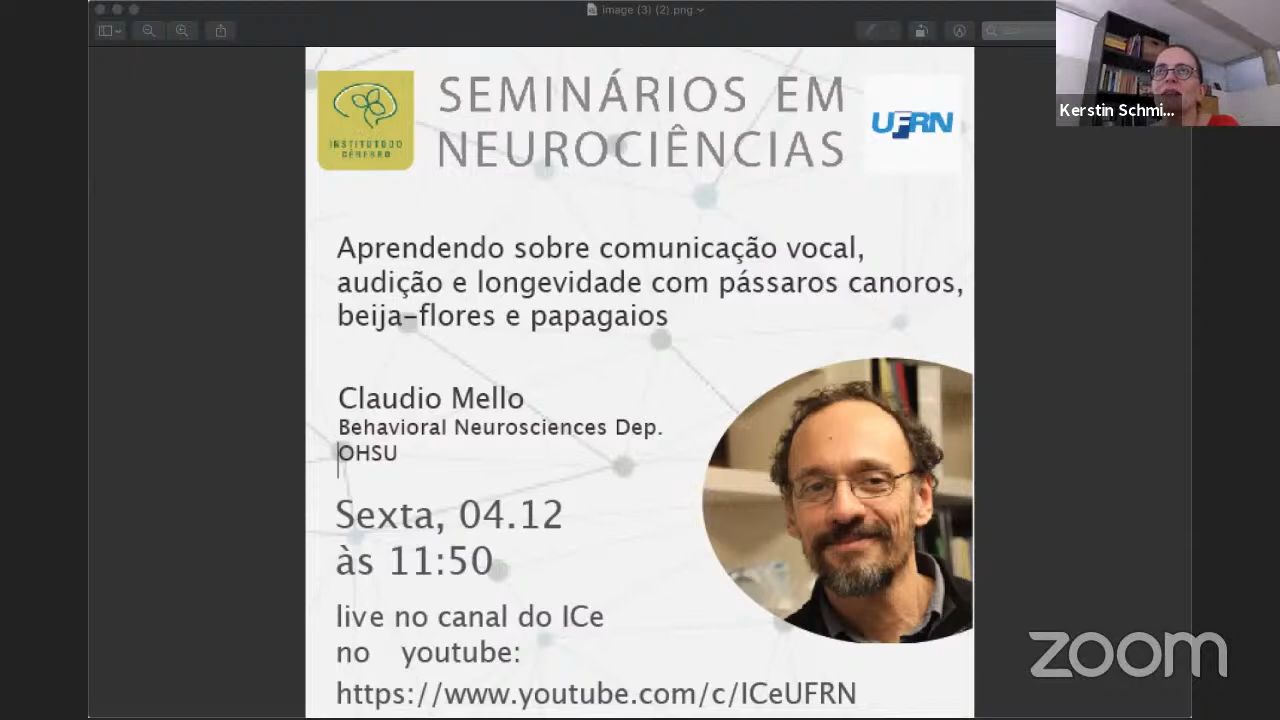 image (3) (2).png
Kerstin Schmi...
INSTITUTO DO
CÉREBRO
SEMINÁRIOS EM
NEUROCIÊNCIAS
UFRN
Aprendendo sobre comunicação vocal,
audição e longevidade com pássaros canoros,
beija-flores e papagaios
Claudio Mello
Behavioral Neurosciences Dep.
OHSU
Sexta, 04.12
às 11:50
live no canal do ICe
no youtube:
https://www.youtube.com/c/ICeUFRN
zoom